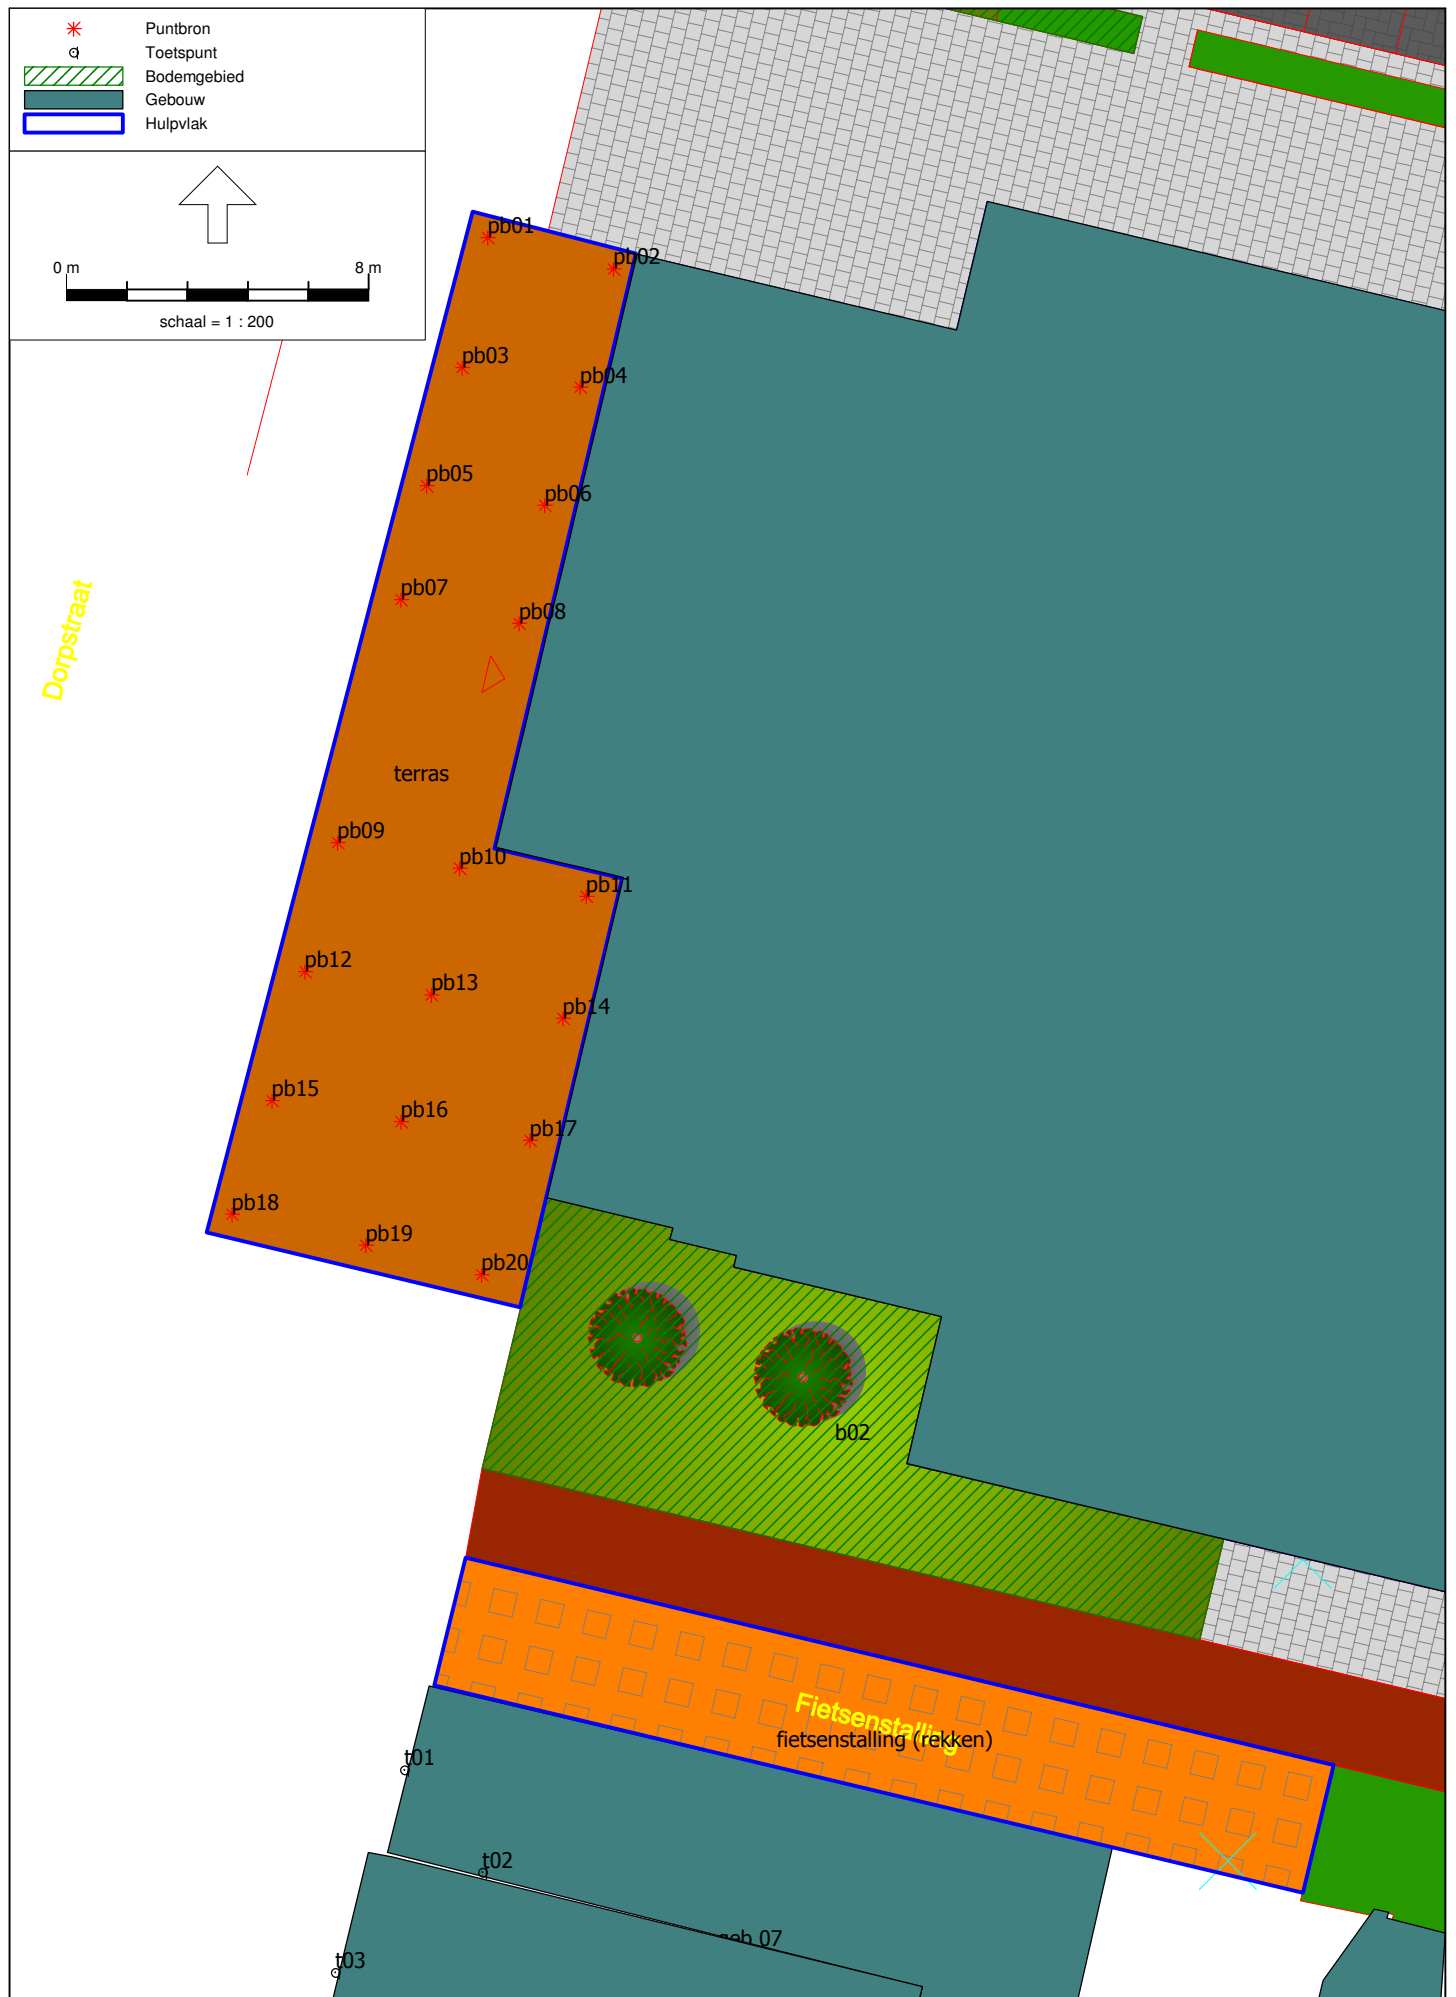 Puntbron
Toetspunt
Bodemgebied
Gebouw
Hulpvlak
0 m
8 m
schaal = 1 : 200
pb01
pb02
pb03
pb04
pb05
pb06
pb07
pb08
Dorpstraat
terras
pb09
pb10
pb11
pb12
pb13
pb14
pb15
pb16
pb17
pb18
pb19
pb20
b02
Fietsenstalling
fietsenstalling (rekken)
t01
t02
geb 07
t03